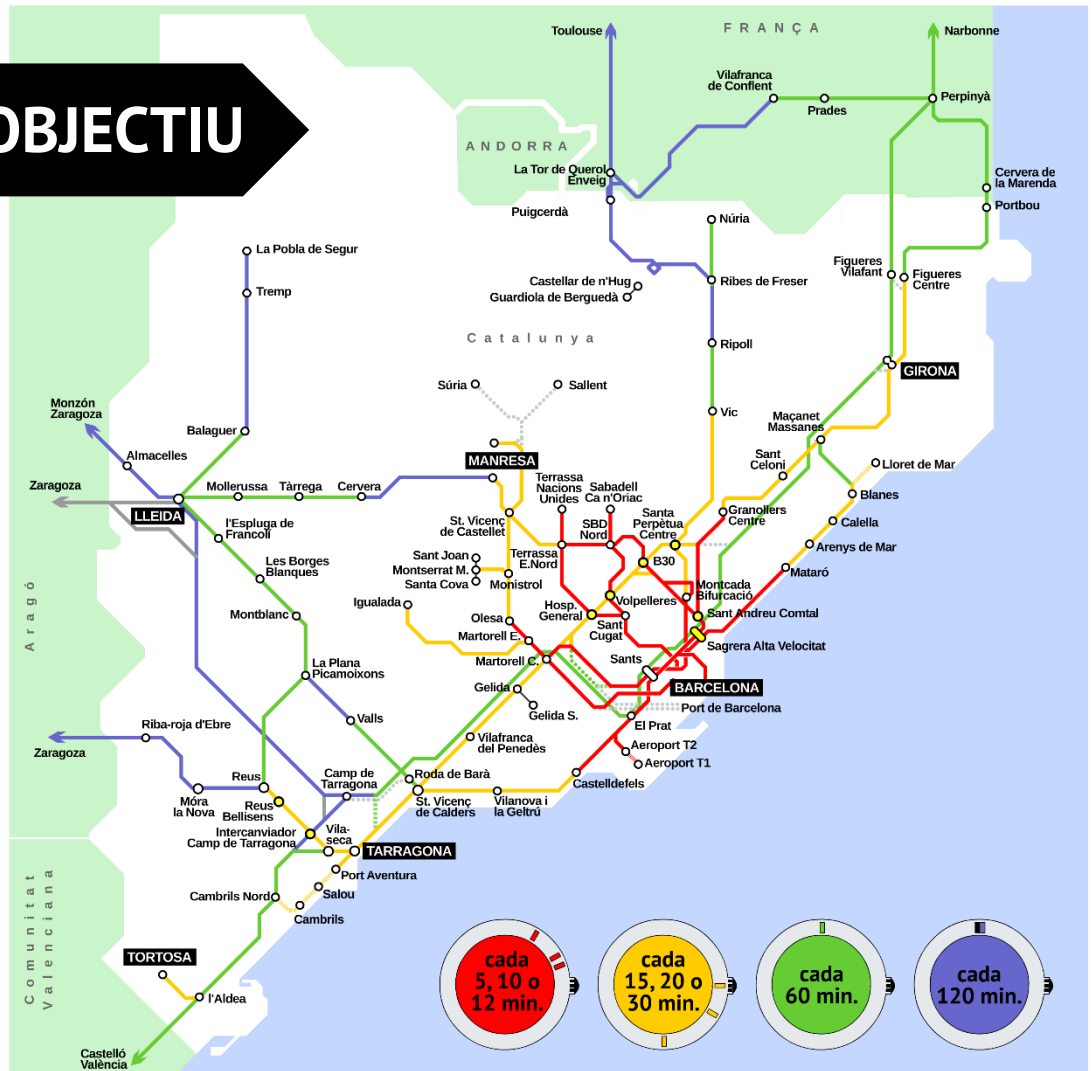 FRANÇA
Toulouse
Narbonne
Vilafranca
de Conflent
Prades
Perpinyà
OBJECTIU
ANDORRA
La Tor de Querol
Enveig
Cervera de
la Marenda
Puigcerdà
Portbou
Núria
La Pobla de Segur
Figueres
Vilafant
Figueres
Centre
Tremp
Castellar de n'Hug
Ribes de Freser
Guardiola de Berguedà
Catalunya
Ripoll
GIRONA
Súria
Sallent
Monzón
Zaragoza
Vic
Maçanet
Massanes
Balaguer
Almacelles
MANRESA
Sant
Celoni
Lloret de Mar
Zaragoza
Mollerussa
Tàrrega
Cervera
Terrassa
Nacions
Unides
Sabadell
Ca n'Oriac
Blanes
LLEIDA
l'Espluga de
Francolí
St. Vicenç
de Castellet
SBD
Nord
Santa
Perpètua
Centre
Granollers
Centre
Calella
Arenys de Mar
Les Borges
Blanques
Sant Joan
Montserrat M.
Santa Cova
Terrassa
E.Nord
B30
Mataró
Monistrol
Montcada
Bifurcació
Igualada
Volpelleres
Hosp.
General
Sant Andreu Comtal
Montblanc
Olesa
Sant
Cugat
Martorell E.
Sagrera Alta Velocitat
Aragó
La Plana
Picamoixons
Martorell C.
Sants
BARCELONA
Gelida
Gelida S.
Port de Barcelona
Valls
El Prat
Riba-roja d'Ebre
Vilafranca
del Penedès
Aeroport T2
Zaragoza
Aeroport T1
Reus
Camp de
Tarragona
Roda de Barà
Castelldefels
Móra
la Nova
Reus
Bellisens
St. Vicenç
de Calders
Vilanova i
la Geltrú
Intercanviador
Camp de Tarragona
Vila-
seca
TARRAGONA
Port Aventura
Cambrils Nord
Salou
Cambrils
Comunitat
Valenciana
TORTOSA
l'Aldea
Castelló
València
cada
5, 10 o
12 min.
cada
15, 20 o
30 min.
cada
60 min.
cada
120 min.